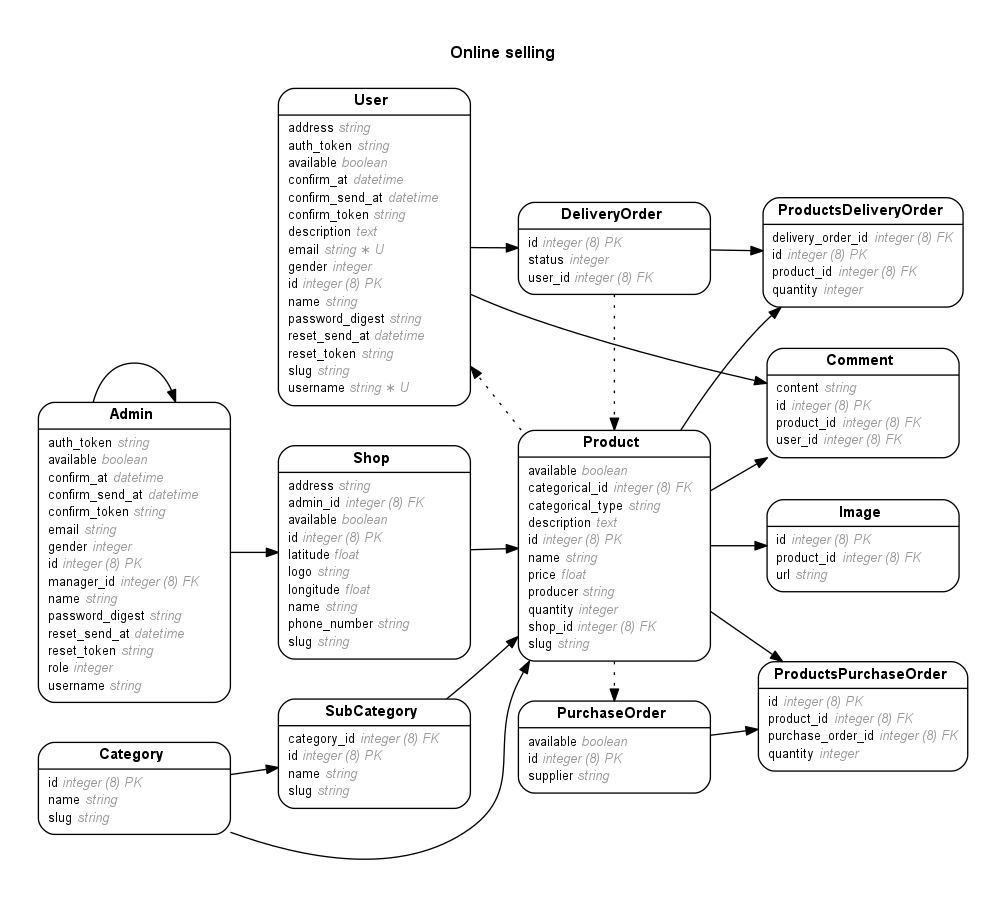 Online selling
User
address string
auth_token string
available boolean
confirm_at datetime
confirm_send_at datetime
confirm_token string
description text
email string ∗ U
gender integer
id integer (8) PK
name string
password_digest string
reset_send_at datetime
reset_token string
slug string
username string ∗ U
DeliveryOrder
id integer (8) PK
status integer
user_id integer (8) FK
ProductsDeliveryOrder
delivery_order_id integer (8) FK
id integer (8) PK
product_id integer (8) FK
quantity integer
Comment
content string
id integer (8) PK
product_id integer (8) FK
user_id integer (8) FK
Admin
auth_token string
available boolean
confirm_at datetime
confirm_send_at datetime
confirm_token string
email string
gender integer
id integer (8) PK
manager_id integer (8) FK
name string
password_digest string
reset_send_at datetime
reset_token string
role integer
username string
Shop
address string
admin_id integer (8) FK
available boolean
id integer (8) PK
latitude float
logo string
longitude float
name string
phone_number string
slug string
Product
available boolean
categorical_id integer (8) FK
categorical_type string
description text
id integer (8) PK
name string
price float
producer string
quantity integer
shop_id integer (8) FK
slug string
Image
id integer (8) PK
product_id integer (8) FK
url string
ProductsPurchaseOrder
id integer (8) PK
product_id integer (8) FK
purchase_order_id integer (8) FK
quantity integer
SubCategory
category_id integer (8) FK
id integer (8) PK
name string
slug string
PurchaseOrder
available boolean
id integer (8) PK
supplier string
Category
id integer (8) PK
name string
slug string